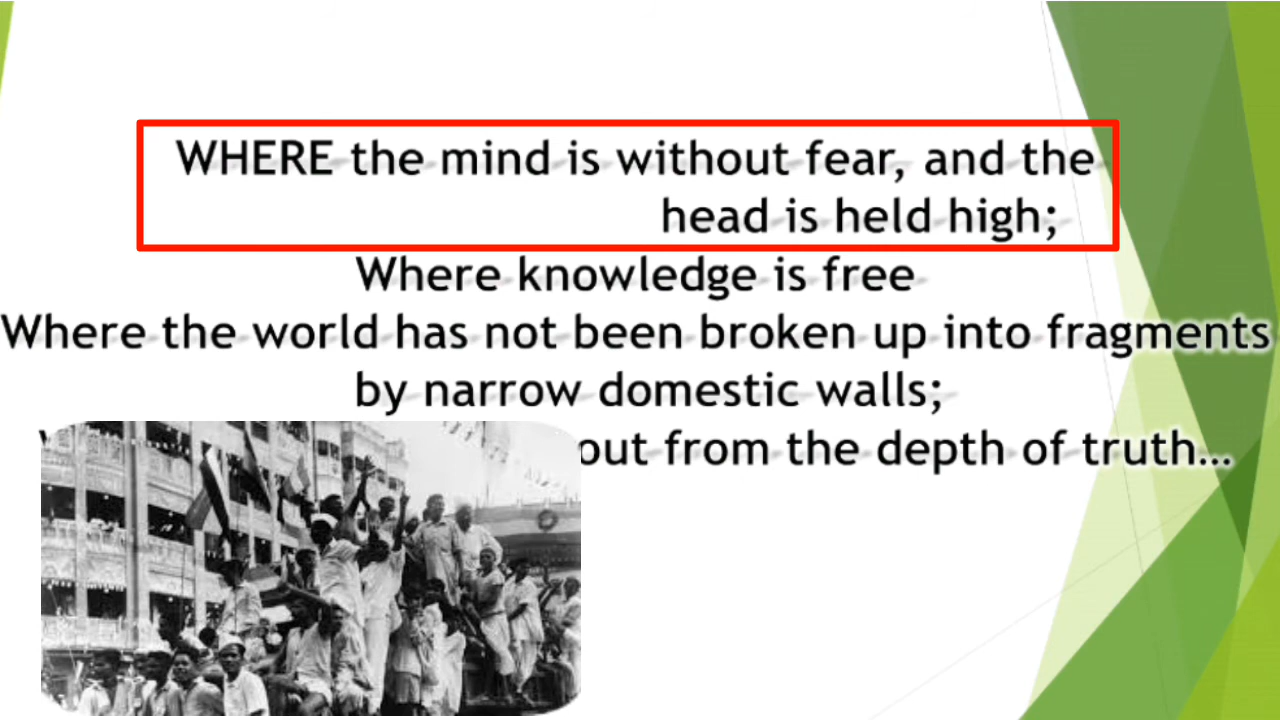 WHERE the mind is without fear, and the
head is held high;
Where knowledge is free
Where the world has not been broken up into fragments
by narrow domestic walls;
out from the depth of truth...